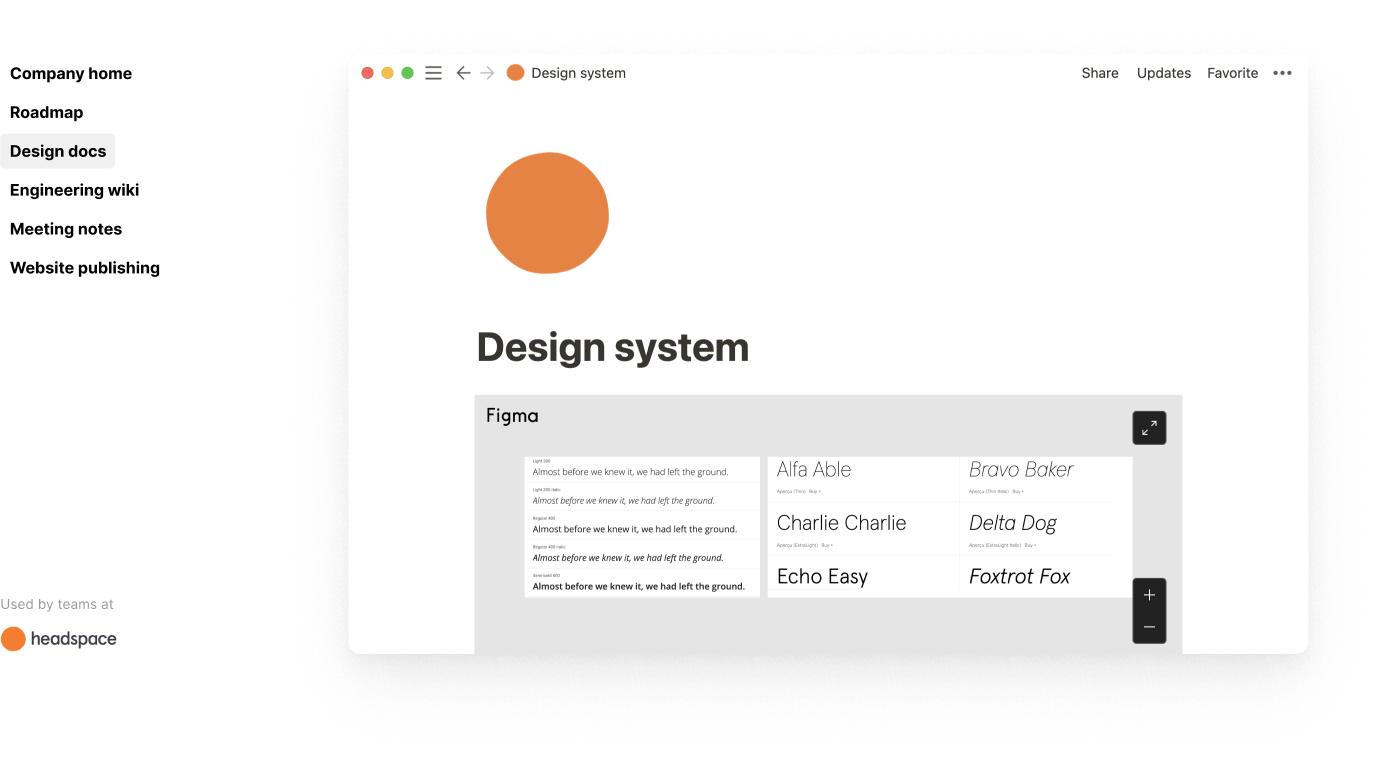 Company home
Roadmap
Design docs
Engineering wiki
Meeting notes
Website publishing
Used by teams at
headspace
Design system
Share Updates Favorite
Design system
Figma
Light 300
Almost before we knew it, we had left the ground.
Light 300 Italic
Almost before we knew it, we had left the ground.
Regular 400
Almost before we knew it, we had left the ground.
Regular 400 Italic
Almost before we knew it, we had left the ground.
Semi-bold 600
Almost before we knew it, we had left the ground.
Alfa Able
Aperçu (Thin) Buy +
Bravo Baker
Aperçu (Thin Italic) Buy +
Charlie Charlie
Aperçu (ExtraLight) Buy +
Delta Dog
Aperçu (ExtraLight Italic) Buy +
Echo Easy
Foxtrot Fox